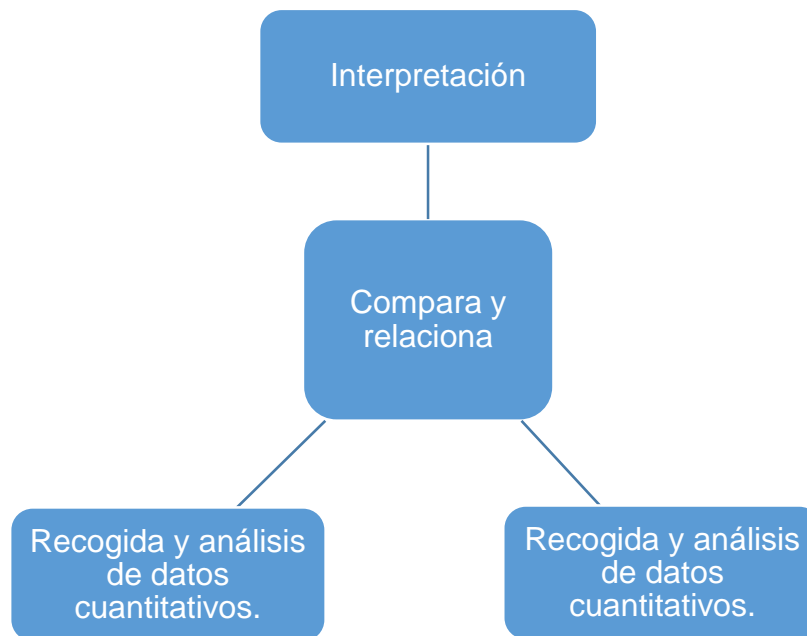 Interpretación
Compara y
relaciona
Recogida y análisis
de datos
cuantitativos.
Recogida y análisis
de datos
cuantitativos.